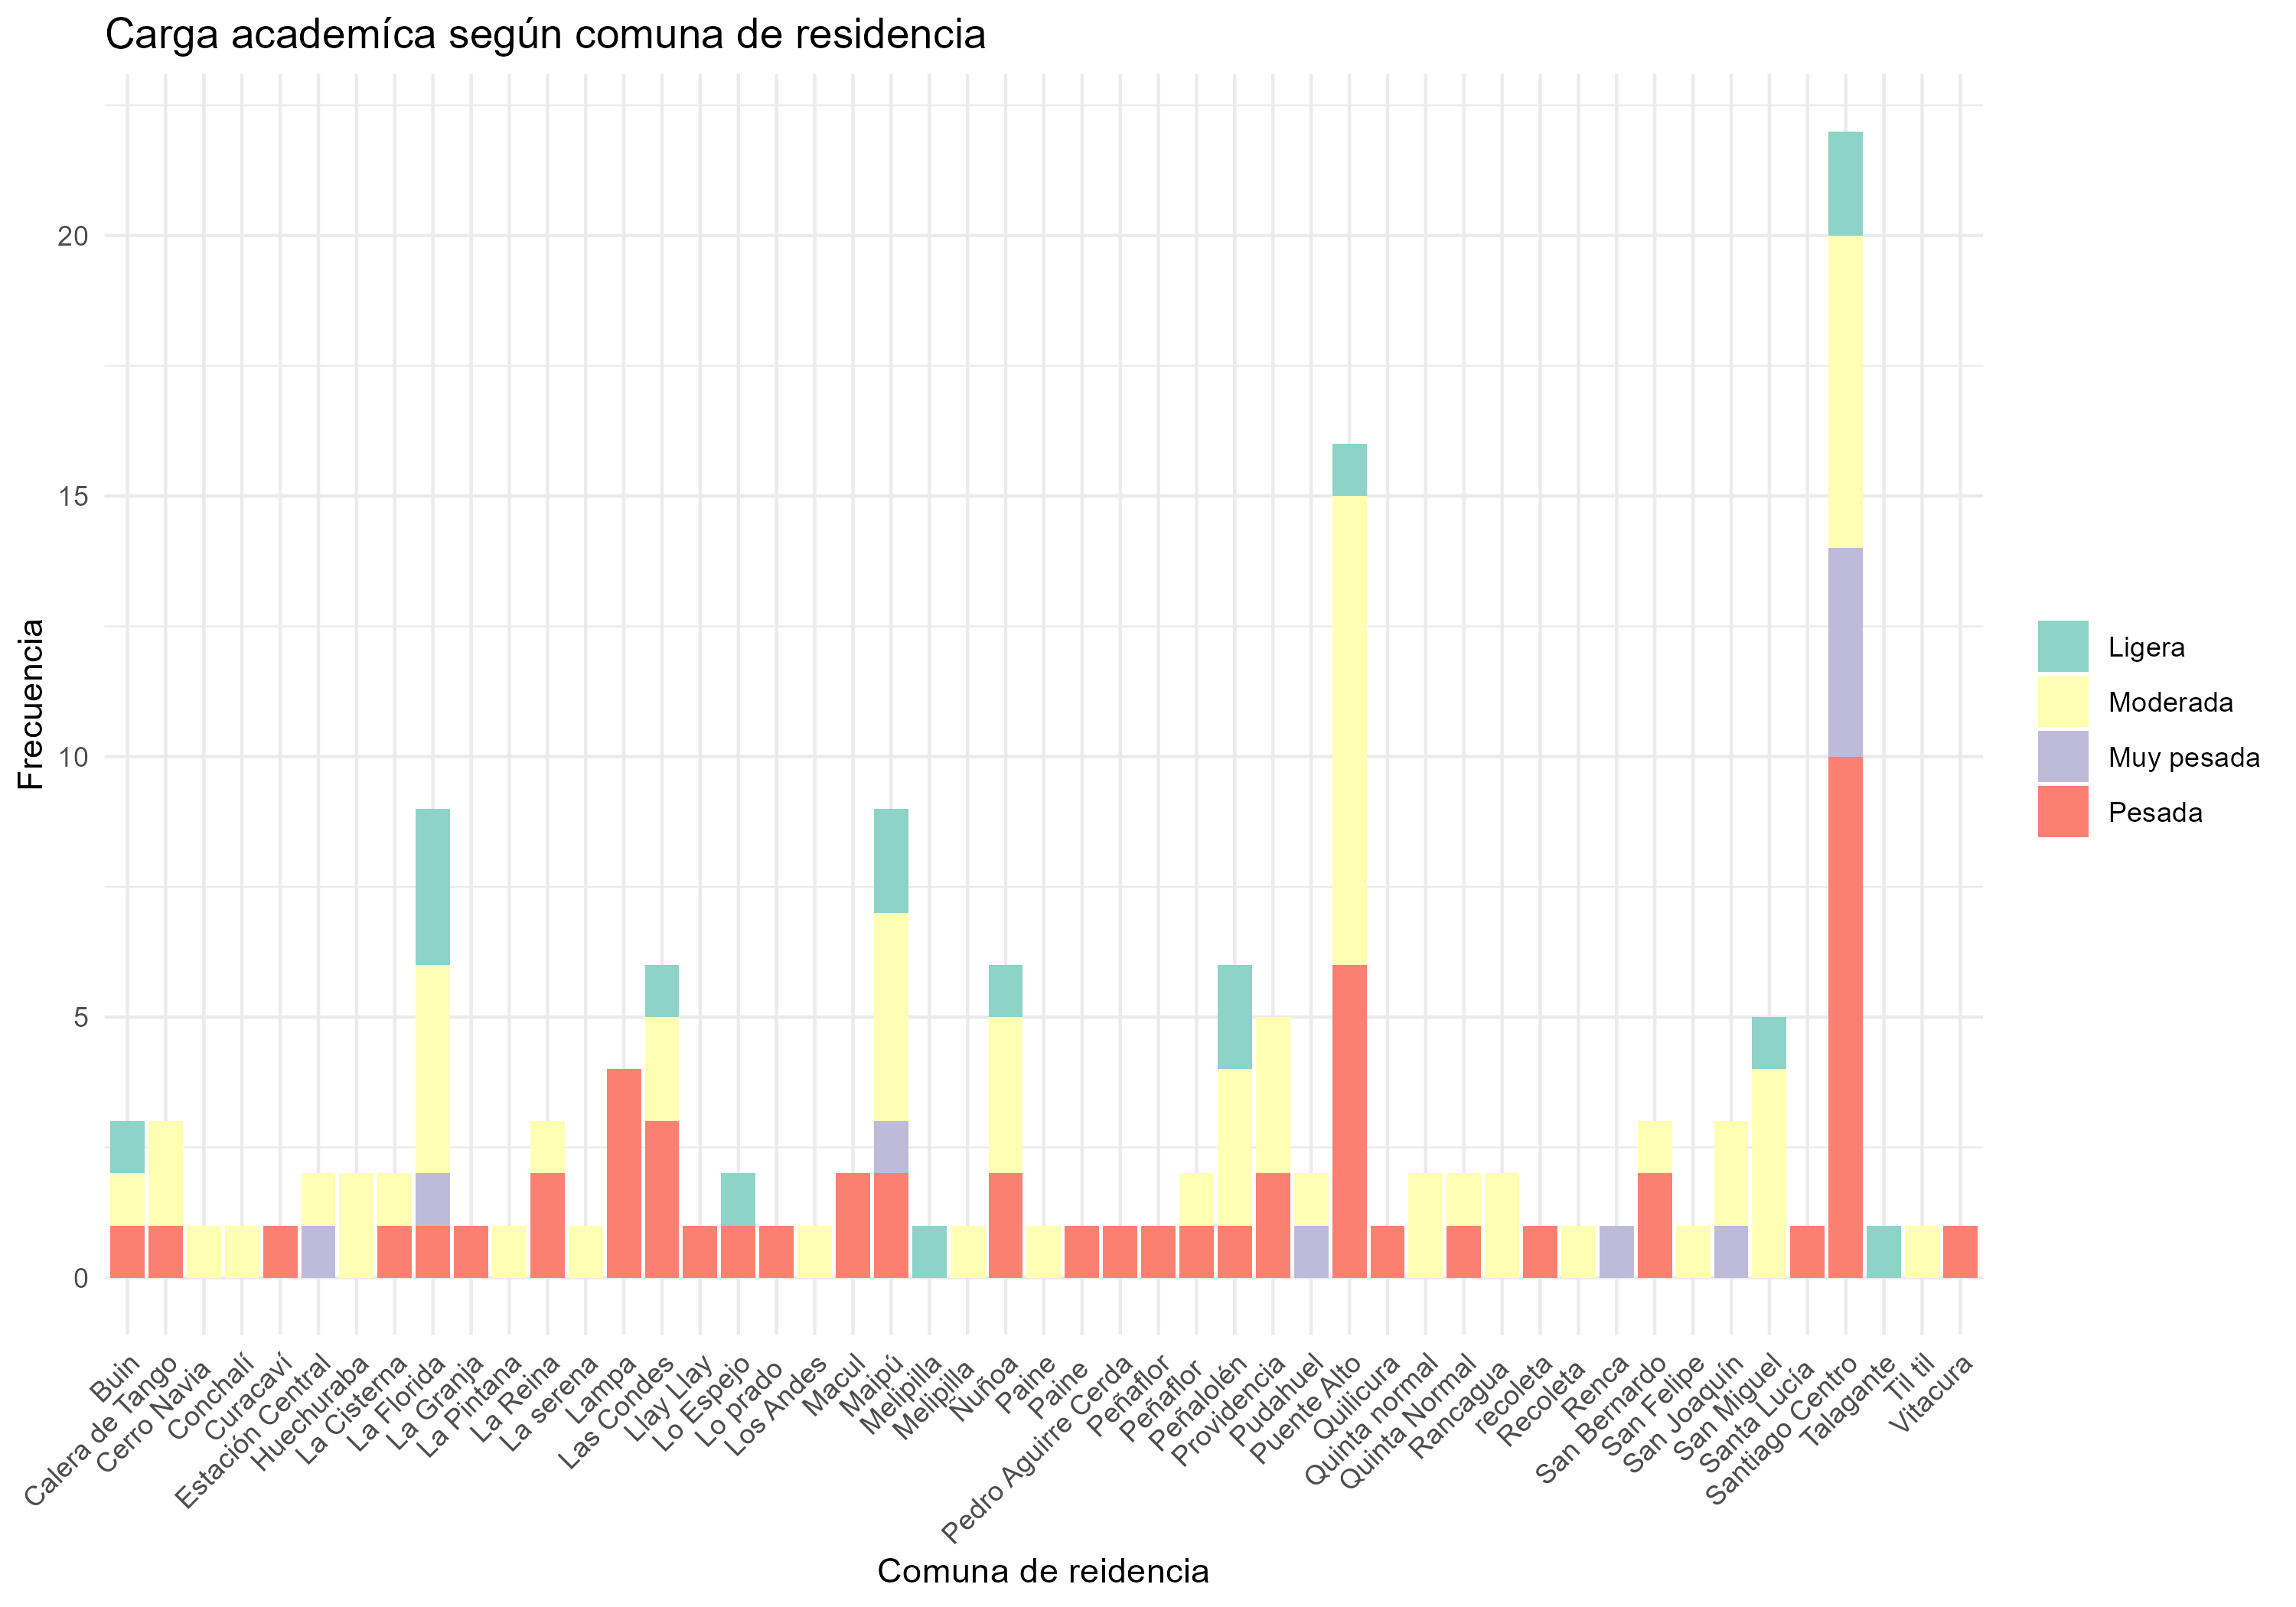 Carga academíca según comuna de residencia
Frecuencia
20
15
10
5
0
Buin
Calera de Tango
Cerro Navia
Conchalí
Curacaví
Estación Central
Huechuraba
La Cisterna
La Florida
La Granja
La Pintana
La Reina
La serena
Lampa
Las Condes
Llay Llay
Lo Espejo
Lo prado
Los Andes
Macul
Maipú
Melipilla
Melipilla
Ñuñoa
Paine
Paine
Pedro Aguirre Cerda
Peñaflor
Peñaflor
Peñalolén
Providencia
Pudahuel
Puente Alto
Quilicura
Quinta normal
Quinta Normal
Rancagua
recoleta
Recoleta
Renca
San Bernardo
San Felipe
San Joaquín
San Miguel
Santa Lucía
Santiago Centro
Talagante
Til til
Vitacura
Comuna de reidencia
Ligera
Moderada
Muy pesada
Pesada